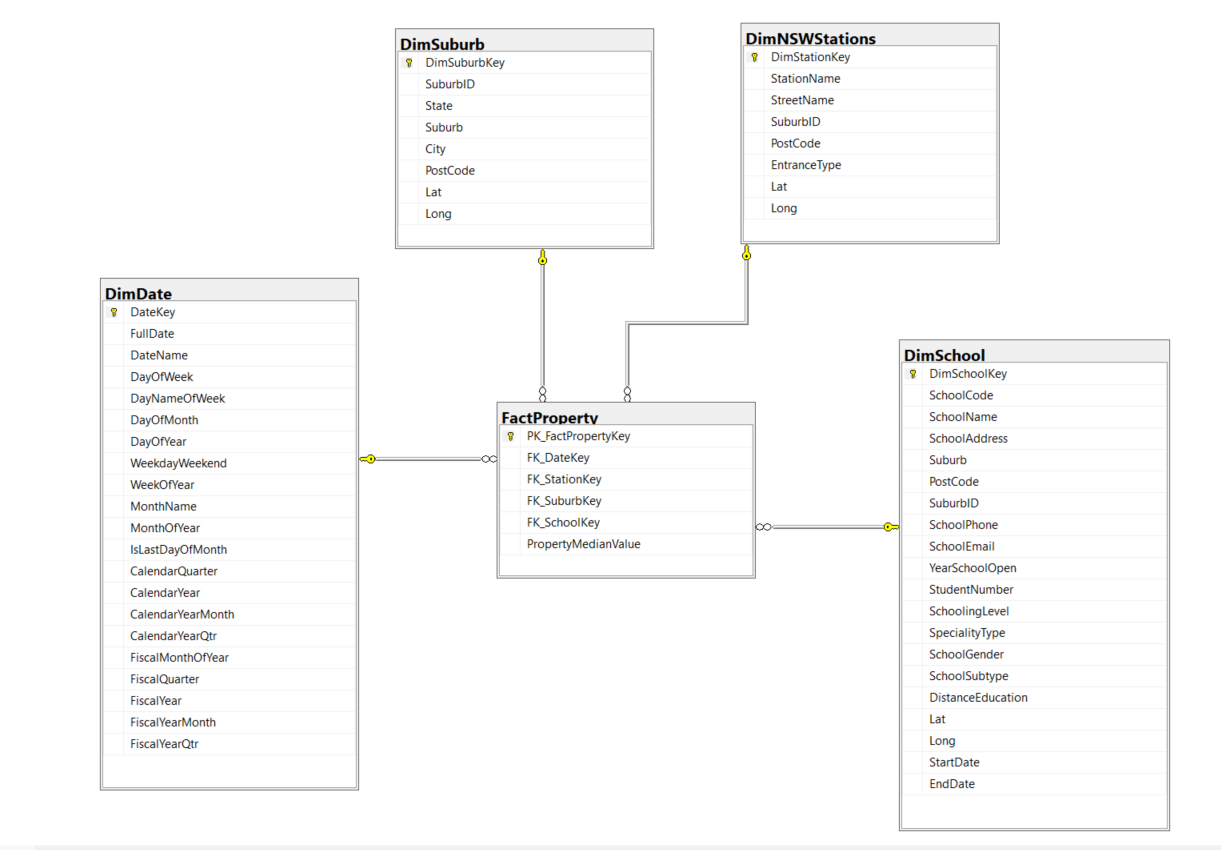 DimSuburb
DimSuburbKey
SuburbID
State
Suburb
City
PostCode
Lat
Long
DimNSWStations
DimStationKey
StationName
StreetName
SuburbID
PostCode
EntranceType
Lat
Long
DimDate
DateKey
FullDate
DateName
DayOfWeek
DayNameOfWeek
DayOfMonth
DayOfYear
WeekdayWeekend
WeekOfYear
MonthName
MonthOfYear
IsLastDayOfMonth
CalendarQuarter
CalendarYear
CalendarYearMonth
CalendarYearQtr
FiscalMonthOfYear
FiscalQuarter
FiscalYear
FiscalYearMonth
FiscalYearQtr
FactProperty
PK_FactPropertyKey
FK_DateKey
FK_StationKey
FK_SuburbKey
FK_SchoolKey
PropertyMedianValue
DimSchool
DimSchoolKey
SchoolCode
SchoolName
SchoolAddress
Suburb
PostCode
SuburbID
SchoolPhone
SchoolEmail
YearSchoolOpen
StudentNumber
SchoolingLevel
SpecialityType
SchoolGender
SchoolSubtype
DistanceEducation
Lat
Long
StartDate
EndDate